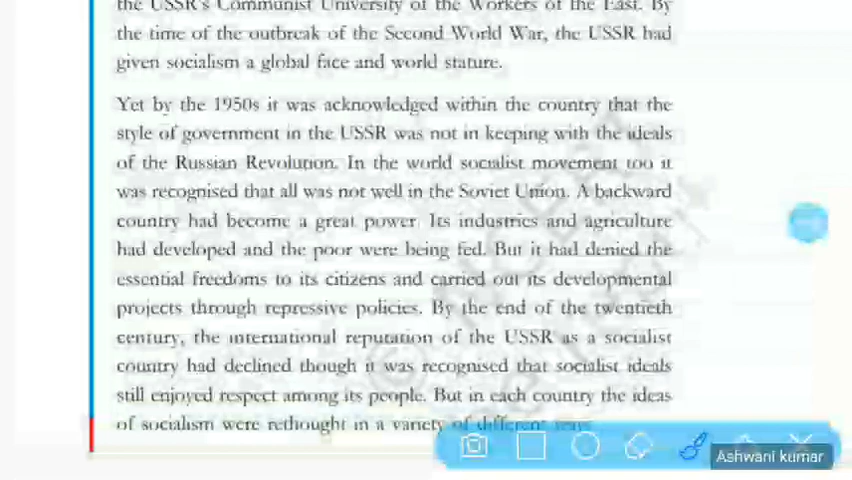 the USSR's Communist University of the Workers of the East. By
the time of the outbreak of the Second World War, the USSR had
given socialism a global face and world stature.
Yet by the 1950s it was acknowledged within the country that the
style of government in the USSR was not in keeping with the ideals
of the Russian Revolution. In the world socialist movement too it
was recognised that all was not well in the Soviet Union. A backward
country had become a great power. Its industries and agriculture
had developed and the poor were being fed. But it had denied the
essential freedoms to its citizens and carried out its developmental
projects through repressive policies. By the end of the twentieth
century, the international reputation of the USSR as a socialist
country had declined though it was recognised that socialist ideals
still enjoyed respect among its people. But in each country the ideas
of socialism were rethought in a variety of different ways
Ashwani kumar